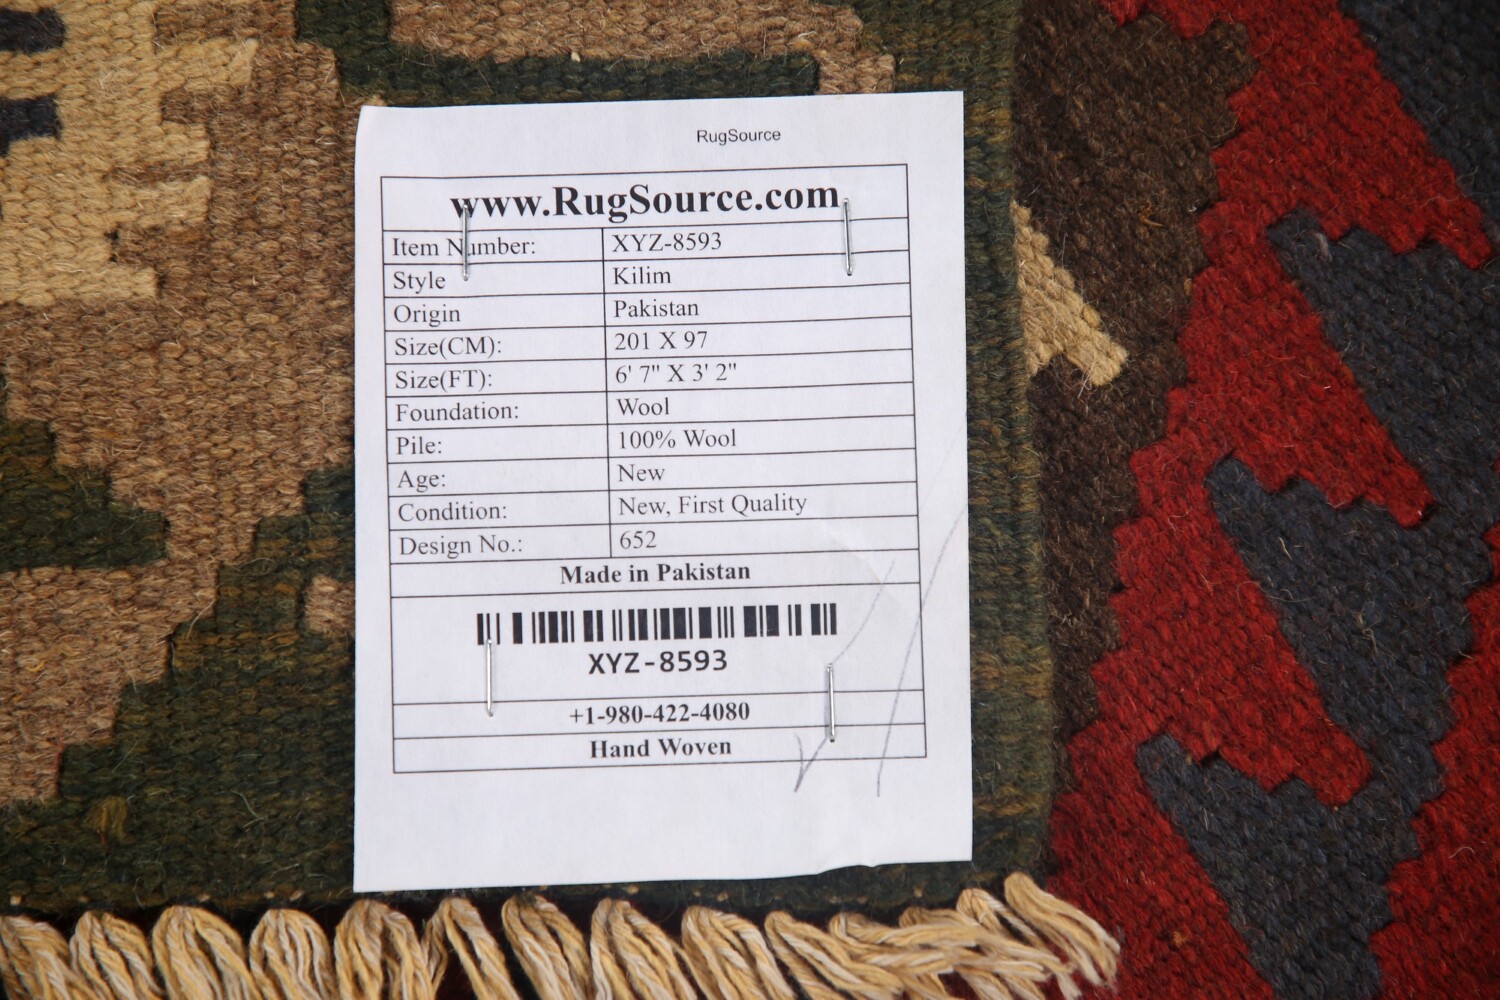 RugSource
www.RugSource.com
Item Number: XYZ-8593
Style Kilim
Origin Pakistan
Size(CM): 201 X 97
Size(FT): 6' 7" X 3' 2"
Foundation: Wool
Pile: 100% Wool
Age: New
Condition: New, First Quality
Design No.: 652
Made in Pakistan
XYZ-8593
+1-980-422-4080
Hand Woven